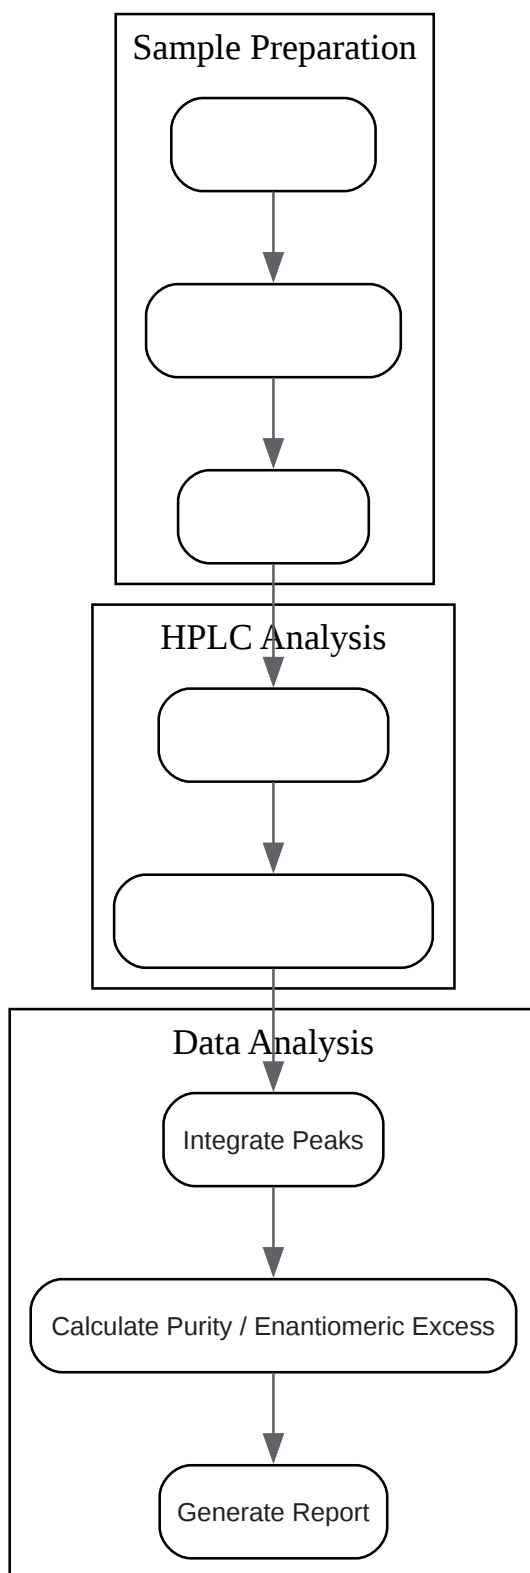 Sample Preparation
HPLC Analysis
Data Analysis
Integrate Peaks
Calculate Purity / Enantiomeric Excess
Generate Report